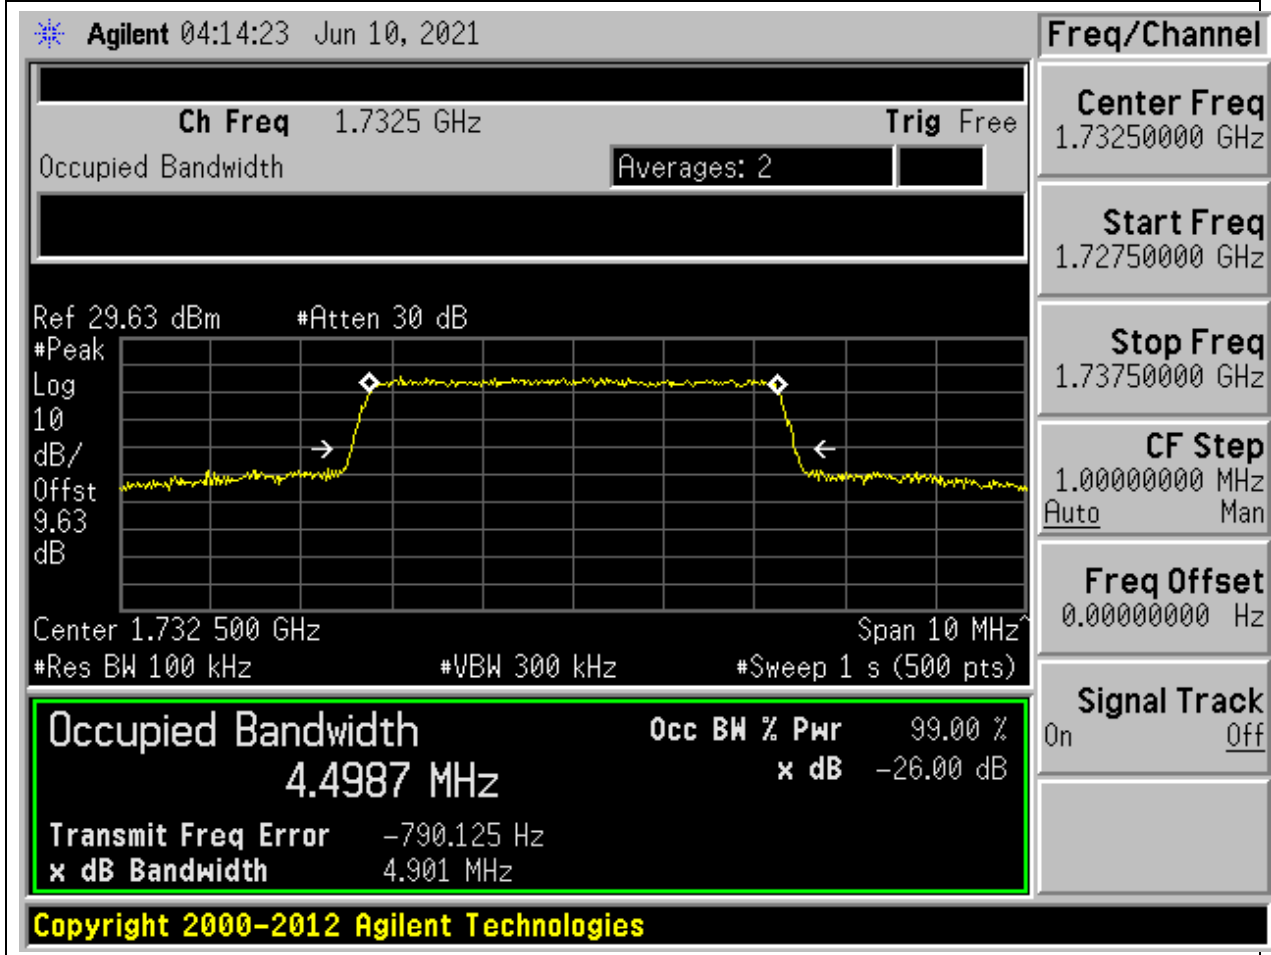 Agilent 04:14:23 Jun 10, 2021
Freq/Channel
Ch Freq 1.7325 GHz Trig Free
Occupied Bandwidth Averages: 2
Center Freq
1.73250000 GHz
Start Freq
1.72750000 GHz
Stop Freq
1.73750000 GHz
CF Step
1.00000000 MHz
Auto Man
Freq Offset
0.00000000 Hz
Signal Track
On Off
Ref 29.63 dBm #Atten 30 dB
#Peak
Log
10
dB/
Offst
9.63
dB
Center 1.732 500 GHz Span 10 MHz^
#Res BW 100 kHz #VBW 300 kHz #Sweep 1 s (500 pts)
Occupied Bandwidth Occ BW % Pwr 99.00 %
4.4987 MHz x dB -26.00 dB
Transmit Freq Error -790.125 Hz
x dB Bandwidth 4.901 MHz
Copyright 2000-2012 Agilent Technologies